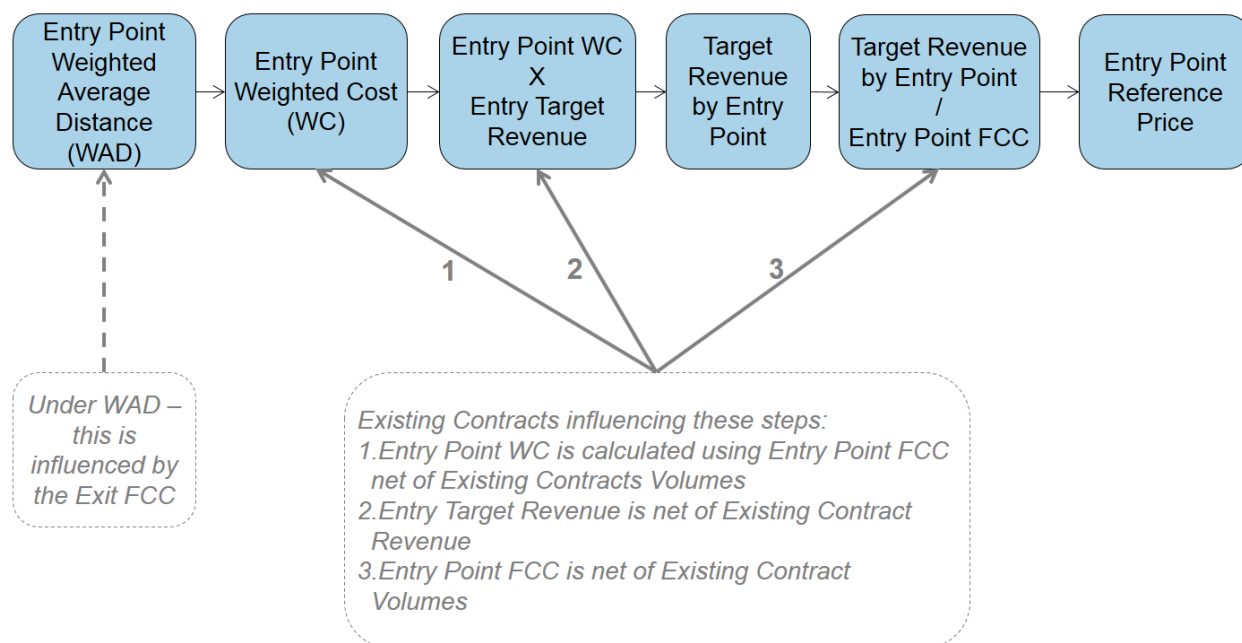 Entry Point
Weighted
Average
Distance
(WAD)
Entry Point
Weighted Cost
(WC)
Entry Point WC
X
Entry Target
Revenue
Target
Revenue
by Entry
Point
Target Revenue
by Entry Point
/
Entry Point FCC
Entry Point
Reference
Price
1
2
3
Under WAD –
this is
influenced by
the Exit FCC
Existing Contracts influencing these steps:
1.Entry Point WC is calculated using Entry Point FCC
net of Existing Contracts Volumes
2.Entry Target Revenue is net of Existing Contract
Revenue
3.Entry Point FCC is net of Existing Contract
Volumes